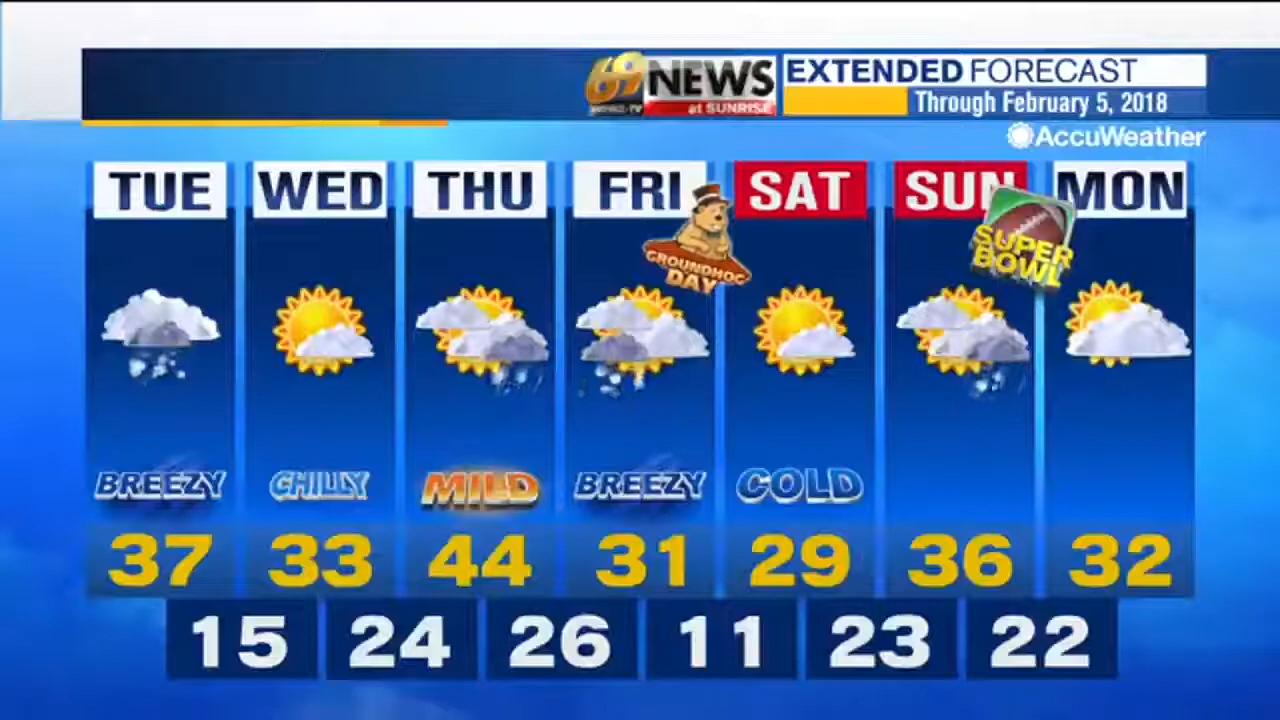 69 NEWS
at SUNRISE
EXTENDED FORECAST
Through February 5, 2018
AccuWeather
TUE WED THU FRI SAT SUN MON
GROUNDHOG
DAY
SUPER
BOWL
BREEZY CHILLY MILD BREEZY COLD
37 33 44 31 29 36 32
15 24 26 11 23 22